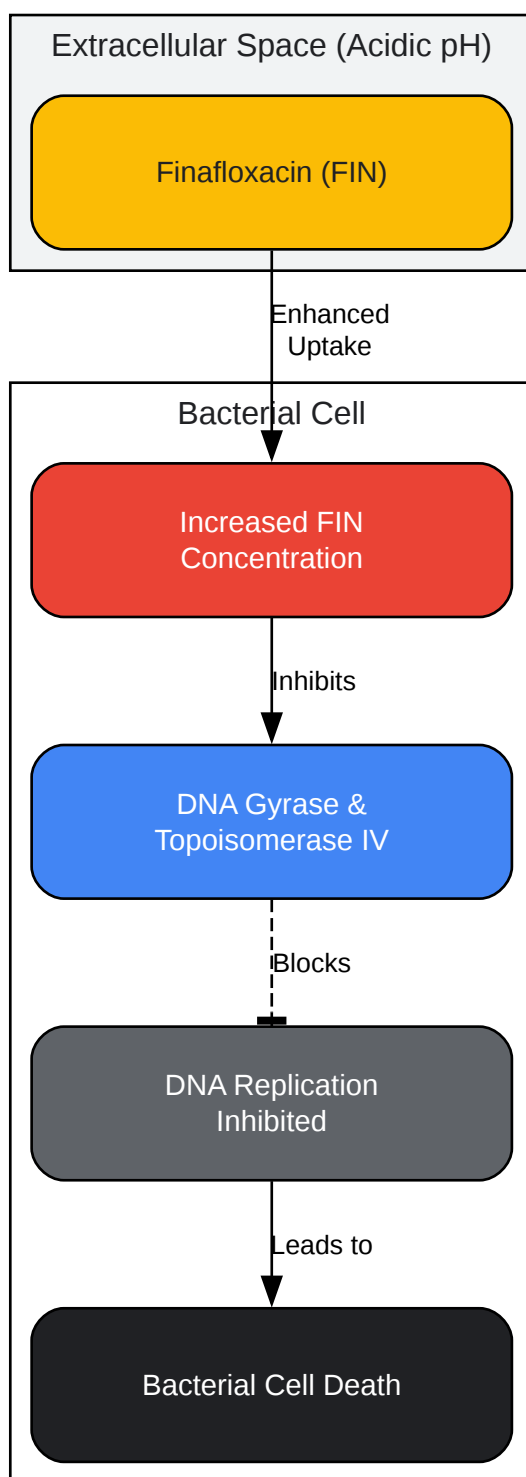 Extracellular Space (Acidic pH)
Finafloxacin (FIN)
Enhanced
Uptake
Bacterial Cell
Increased FIN
Concentration
Inhibits
DNA Gyrase &
Topoisomerase IV
Blocks
DNA Replication
Inhibited
Leads to
Bacterial Cell Death